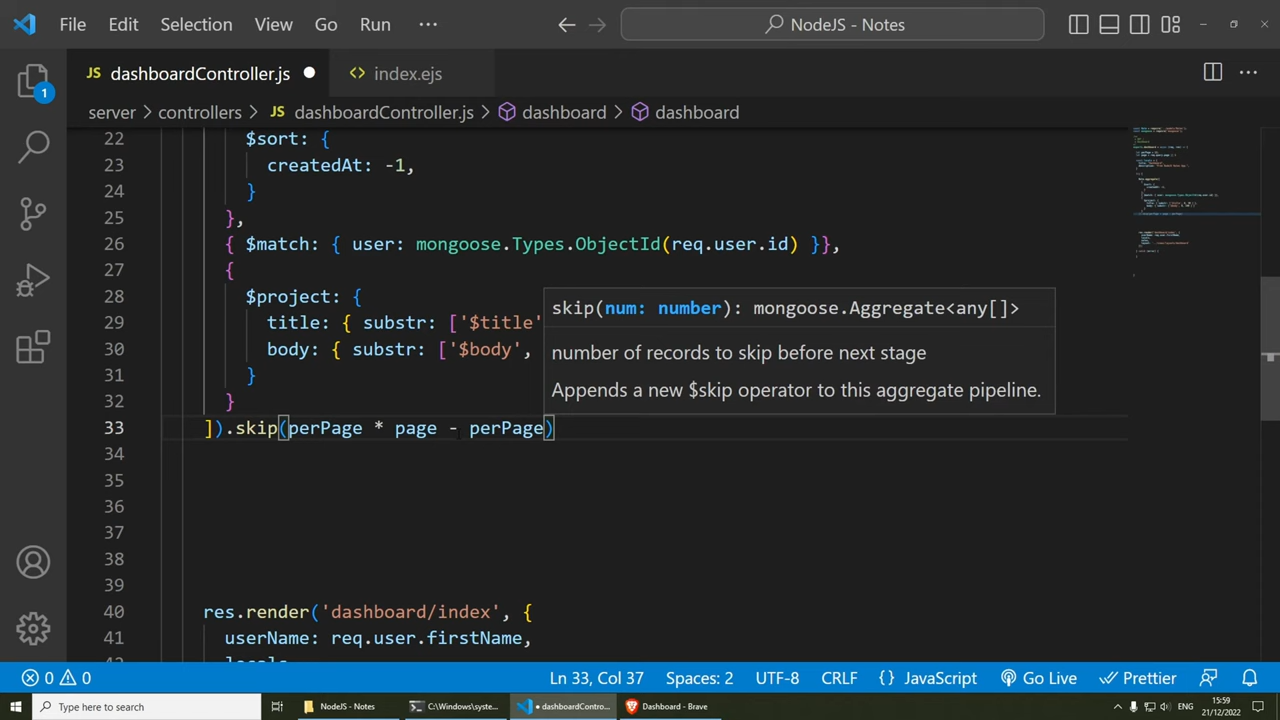 File Edit Selection View Go Run ··· NodeJS - Notes
JS dashboardController.js index.ejs
server > controllers > JS dashboardController.js > dashboard > dashboard
22 $sort: {
23 createdAt: -1,
24 }
25 },
26 { $match: { user: mongoose.Types.ObjectId(req.user.id) }},
27 {
28 $project: {
29 title: { substr: ['$title'
30 body: { substr: ['$body',
31 }
32 }
33 ]).skip(perPage * page - perPage)
skip(num: number): mongoose.Aggregate<any[]>
number of records to skip before next stage
Appends a new $skip operator to this aggregate pipeline.
34
35
36
37
38
39
40 res.render('dashboard/index', {
41 userName: req.user.firstName,
1
0 0 Ln 33, Col 37 Spaces: 2 UTF-8 CRLF {} JavaScript Go Live Prettier
Type here to search NodeJS - Notes C:\Windows\syste... dashboardContro... Dashboard - Brave ENG 15:59
21/12/2022